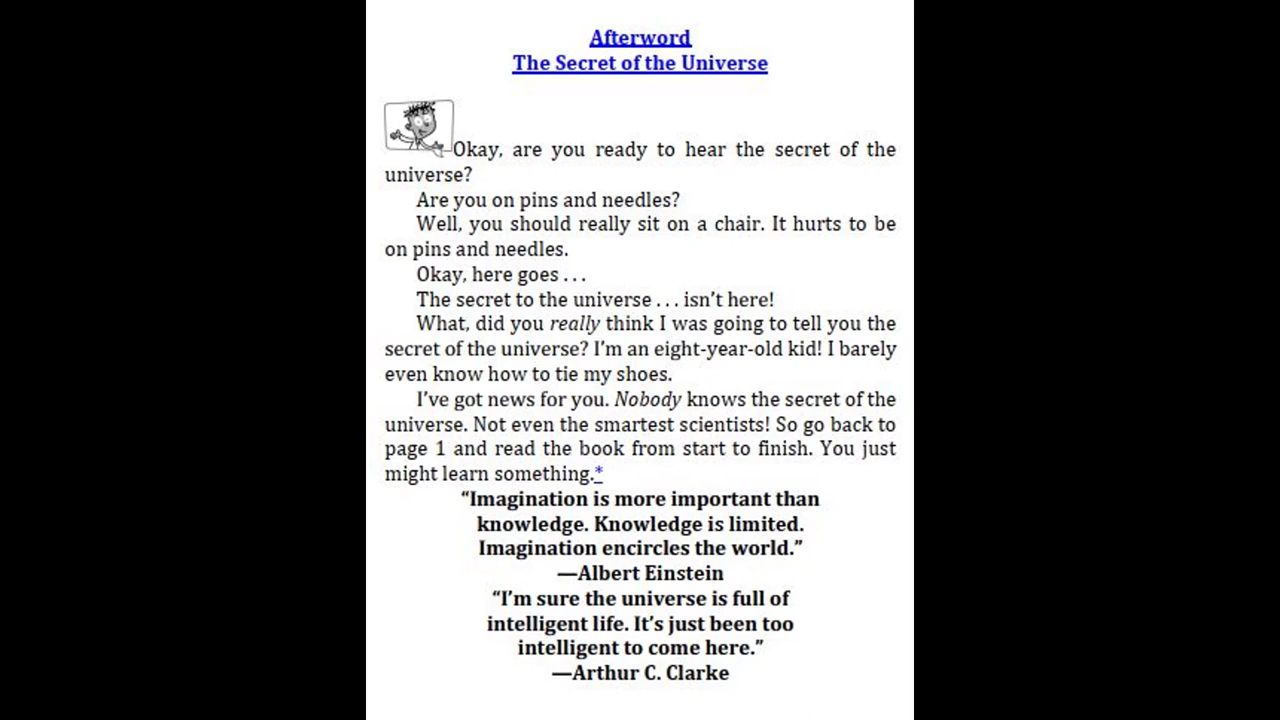 Afterword
The Secret of the Universe
Okay, are you ready to hear the secret of the
universe?
Are you on pins and needles?
Well, you should really sit on a chair. It hurts to be
on pins and needles.
Okay, here goes . . .
The secret to the universe . . . isn’t here!
What, did you really think I was going to tell you the
secret of the universe? I’m an eight-year-old kid! I barely
even know how to tie my shoes.
I’ve got news for you. Nobody knows the secret of the
universe. Not even the smartest scientists! So go back to
page 1 and read the book from start to finish. You just
might learn something.*
“Imagination is more important than
knowledge. Knowledge is limited.
Imagination encircles the world.”
—Albert Einstein
“I’m sure the universe is full of
intelligent life. It’s just been too
intelligent to come here.”
—Arthur C. Clarke